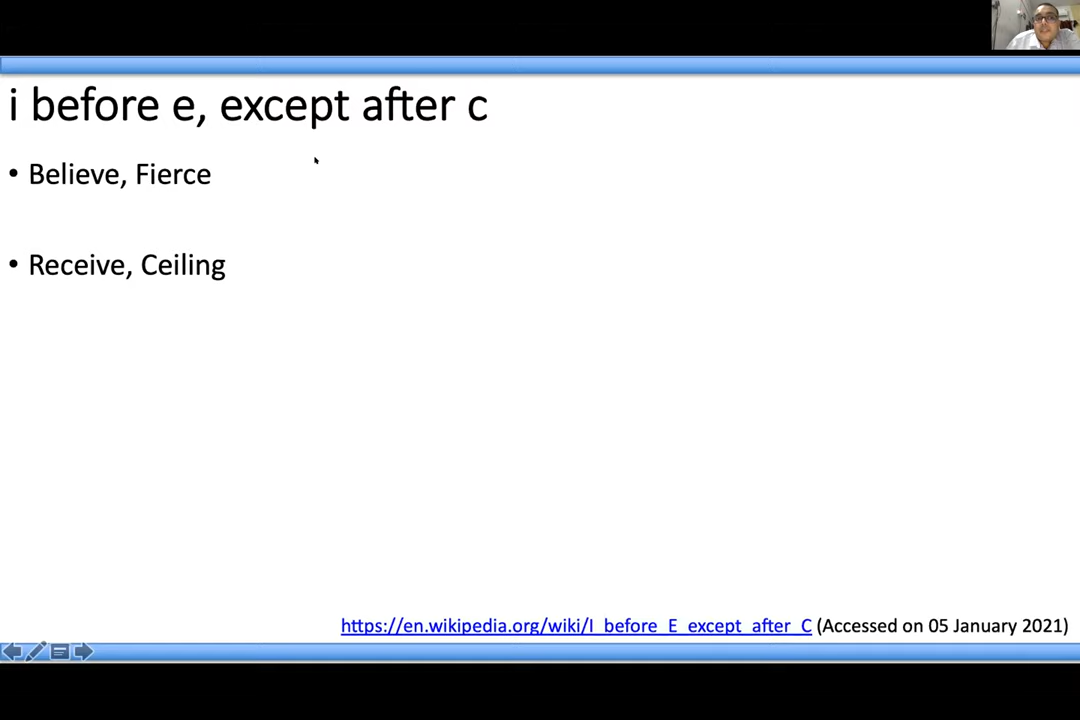 i before e, except after c
• Believe, Fierce
• Receive, Ceiling
https://en.wikipedia.org/wiki/I_before_E_except_after_C (Accessed on 05 January 2021)